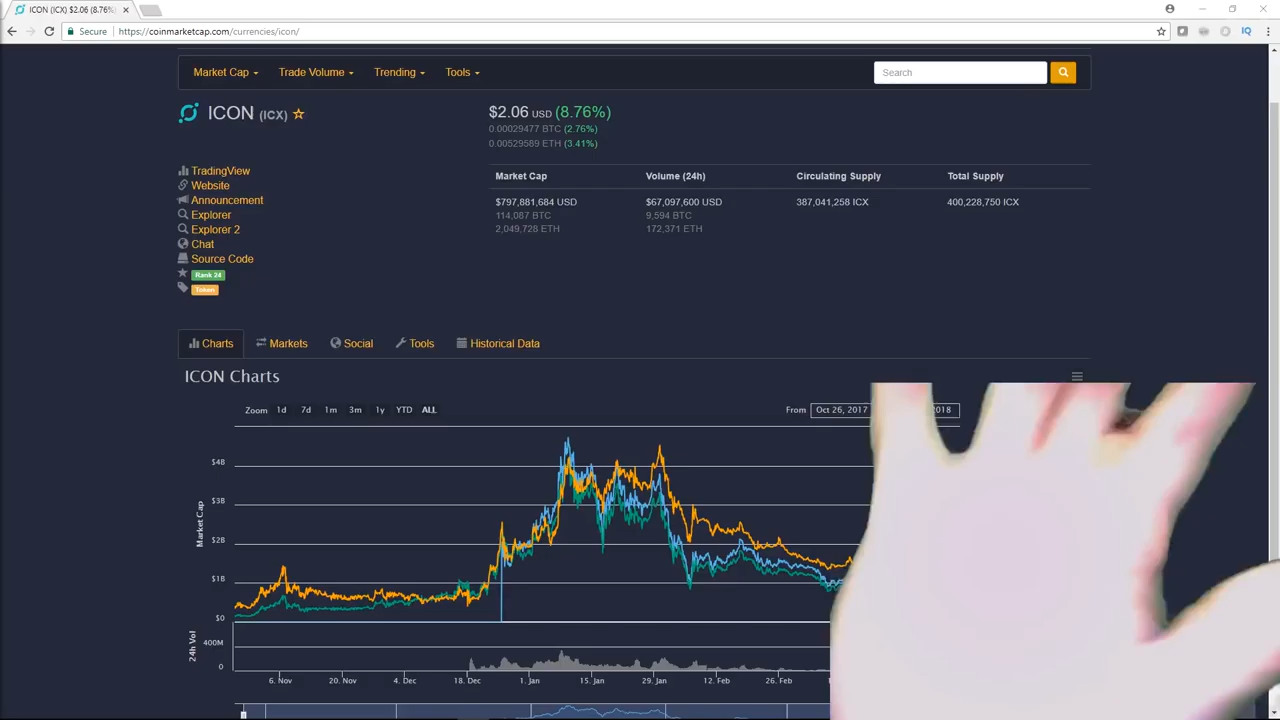 ICON (ICX) $2.06 (8.76%)
Secure https://coinmarketcap.com/currencies/icon/
IQ
Market Cap Trade Volume Trending Tools Search
ICON (ICX)
$2.06 USD (8.76%)
0.00029477 BTC (2.76%)
0.00529589 ETH (3.41%)
TradingView
Website
Announcement
Explorer
Explorer 2
Chat
Source Code
Rank 24
Token
Market Cap Volume (24h) Circulating Supply Total Supply
$797,881,684 USD $67,097,600 USD 387,041,258 ICX 400,228,750 ICX
114,087 BTC 9,594 BTC
2,049,728 ETH 172,371 ETH
Charts Markets Social Tools Historical Data
ICON Charts
Zoom 1d 7d 1m 3m 1y YTD ALL From Oct 26, 2017 2018
$4B
$3B
$2B
$1B
$0
Market Cap
400M
0
24h Vol
6. Nov 20. Nov 4. Dec 18. Dec 1. Jan 15. Jan 29. Jan 12. Feb 26. Feb